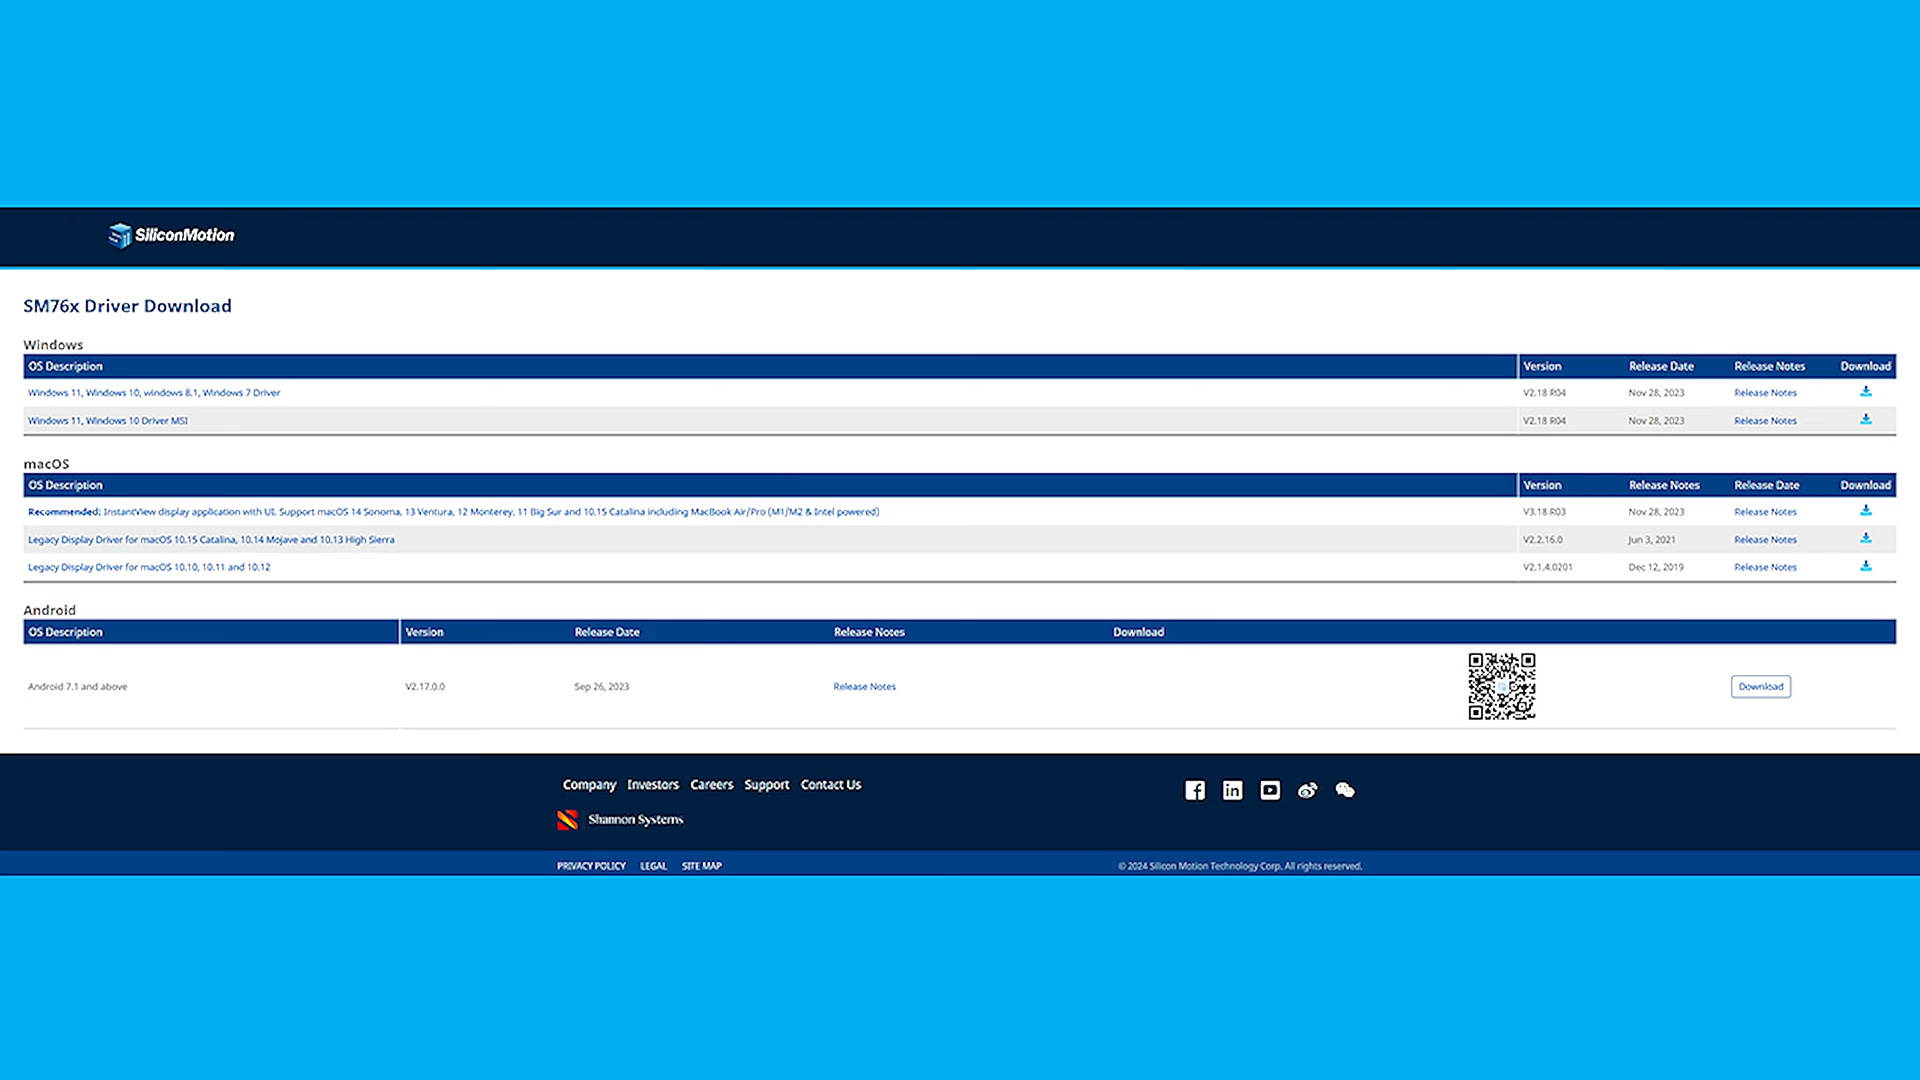 SiliconMotion
SM76x Driver Download
Windows
OS Description Version Release Date Release Notes Download
Windows 11, Windows 10, windows 8.1, Windows 7 Driver V2.18 R04 Nov 28, 2023 Release Notes
Windows 11, Windows 10 Driver MSI V2.18 R04 Nov 28, 2023 Release Notes
macOS
OS Description Version Release Notes Release Date Download
Recommended: InstantView display application with UI. Support macOS 14 Sonoma, 13 Ventura, 12 Monterey, 11 Big Sur and 10.15 Catalina including MacBook Air/Pro (M1/M2 & Intel powered) V3.18 R03 Nov 28, 2023 Release Notes
Legacy Display Driver for macOS 10.15 Catalina, 10.14 Mojave and 10.13 High Sierra V2.2.16.0 Jun 3, 2021 Release Notes
Legacy Display Driver for macOS 10.10, 10.11 and 10.12 V2.1.4.0201 Dec 12, 2019 Release Notes
Android
OS Description Version Release Date Release Notes Download
Android 7.1 and above V2.17.0.0 Sep 26, 2023 Release Notes Download
Company Investors Careers Support Contact Us
Shannon Systems
PRIVACY POLICY LEGAL SITE MAP © 2024 Silicon Motion Technology Corp. All rights reserved.